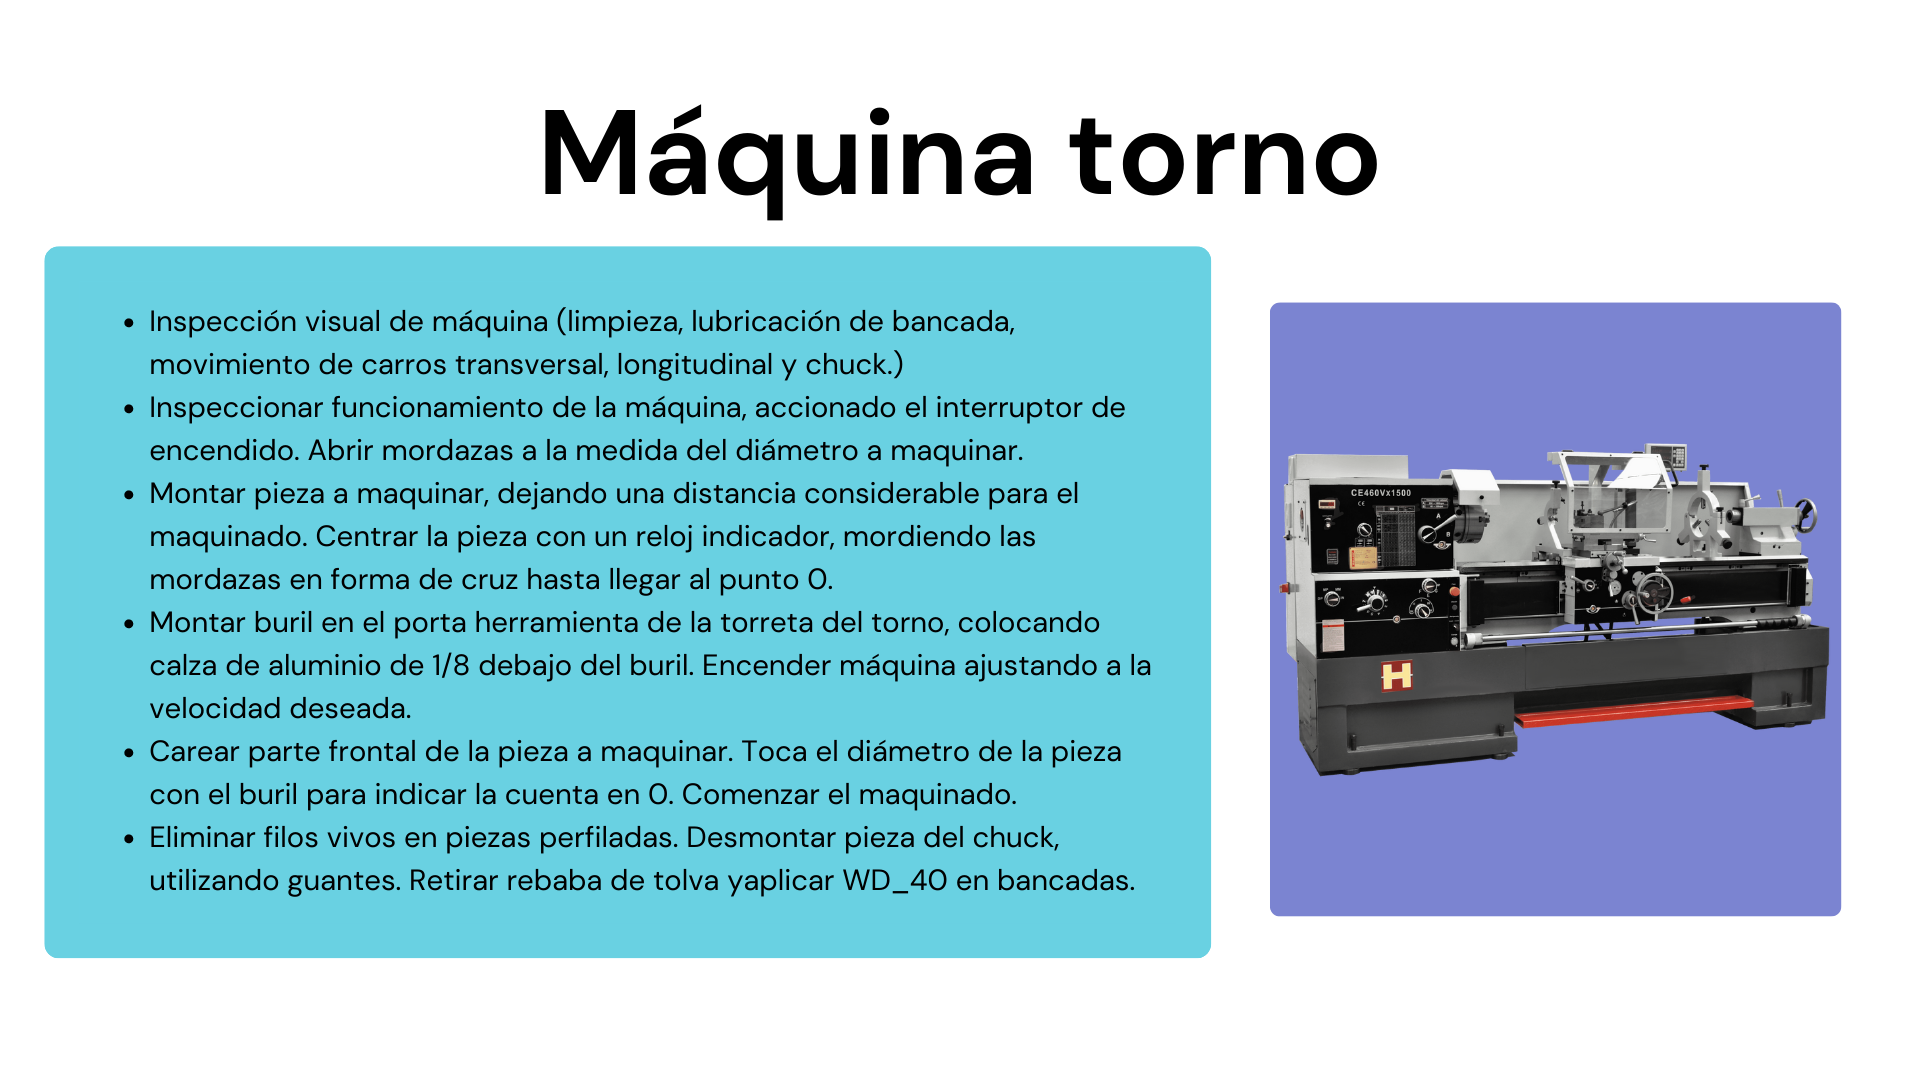 Máquina torno
• Inspección visual de máquina (limpieza, lubricación de bancada,
movimiento de carros transversal, longitudinal y chuck.)
• Inspeccionar funcionamiento de la máquina, accionado el interruptor de
encendido. Abrir mordazas a la medida del diámetro a maquinar.
• Montar pieza a maquinar, dejando una distancia considerable para el
maquinado. Centrar la pieza con un reloj indicador, mordiendo las
mordazas en forma de cruz hasta llegar al punto 0.
• Montar buril en el porta herramienta de la torreta del torno, colocando
calza de aluminio de 1/8 debajo del buril. Encender máquina ajustando a la
velocidad deseada.
• Carear parte frontal de la pieza a maquinar. Toca el diámetro de la pieza
con el buril para indicar la cuenta en 0. Comenzar el maquinado.
• Eliminar filos vivos en piezas perfiladas. Desmontar pieza del chuck,
utilizando guantes. Retirar rebaba de tolva yaplicar WD_40 en bancadas.
CE460Vx1500
CE
A
B
H